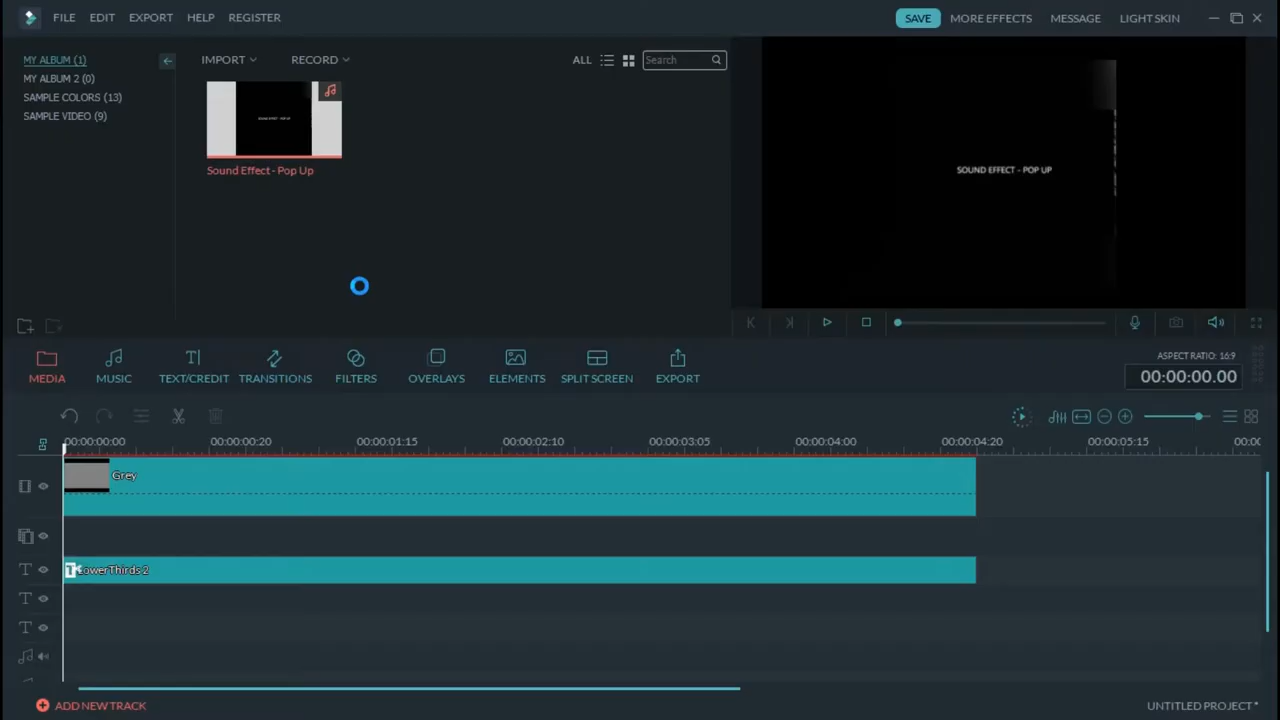 FILE EDIT EXPORT HELP REGISTER SAVE MORE EFFECTS MESSAGE LIGHT SKIN
MY ALBUM (1)
MY ALBUM 2 (0)
SAMPLE COLORS (13)
SAMPLE VIDEO (9)
IMPORT RECORD ALL Search
SOUND EFFECT - POP UP
Sound Effect - Pop Up
SOUND EFFECT - POP UP
MEDIA MUSIC TEXT/CREDIT TRANSITIONS FILTERS OVERLAYS ELEMENTS SPLIT SCREEN EXPORT
ASPECT RATIO: 16:9
00:00:00.00
00:00:00:00 00:00:00:20 00:00:01:15 00:00:02:10 00:00:03:05 00:00:04:00 00:00:04:20 00:00:05:15 00:00:0
Grey
LowerThirds 2
ADD NEW TRACK UNTITLED PROJECT *